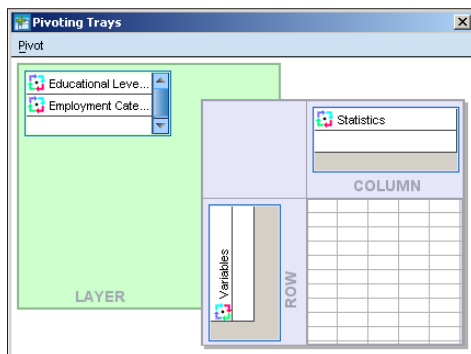 Pivoting Trays
Pivot
Educational Leve...
Employment Cate...
Statistics
COLUMN
Variables
ROW
LAYER